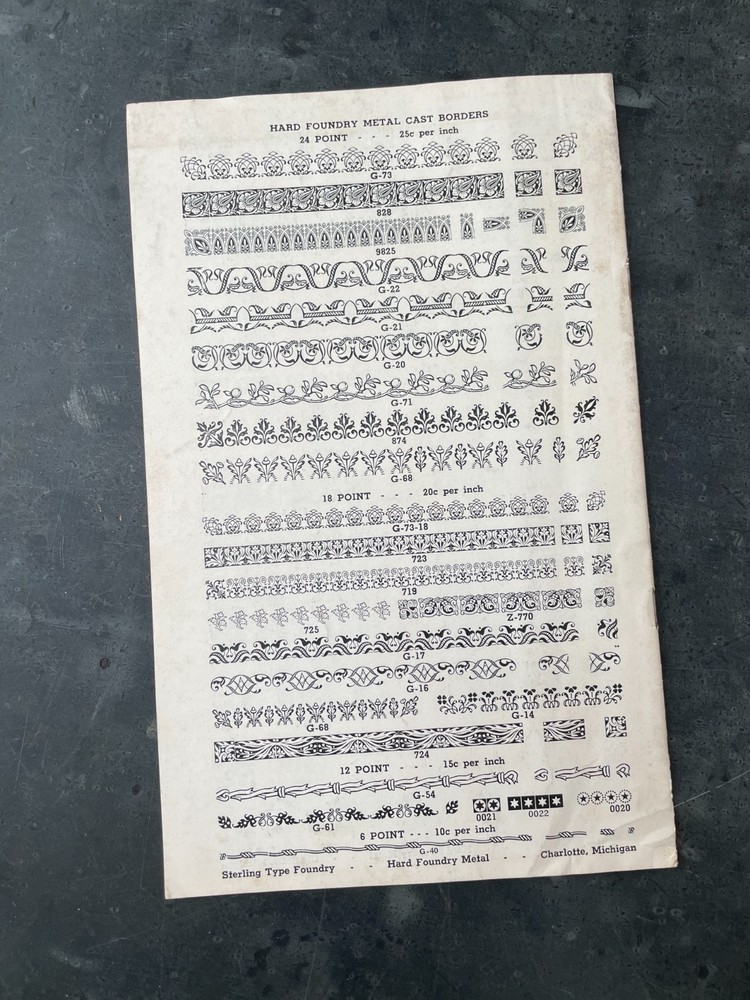 HARD FOUNDRY METAL CAST BORDERS
24 POINT - - - 25c per inch
G-73
828
9825
G-22
G-21
G-20
G-71
874
G-68
18 POINT - - - 20c per inch
G-73-18
723
719
725 Z-770
G-17
G-16
G-68 G-14
724
12 POINT - - - 15c per inch
G-54
G-61 0021 0022 0020
6 POINT - - - 10c per inch
G-40
Sterling Type Foundry - - Hard Foundry Metal - - Charlotte, Michigan